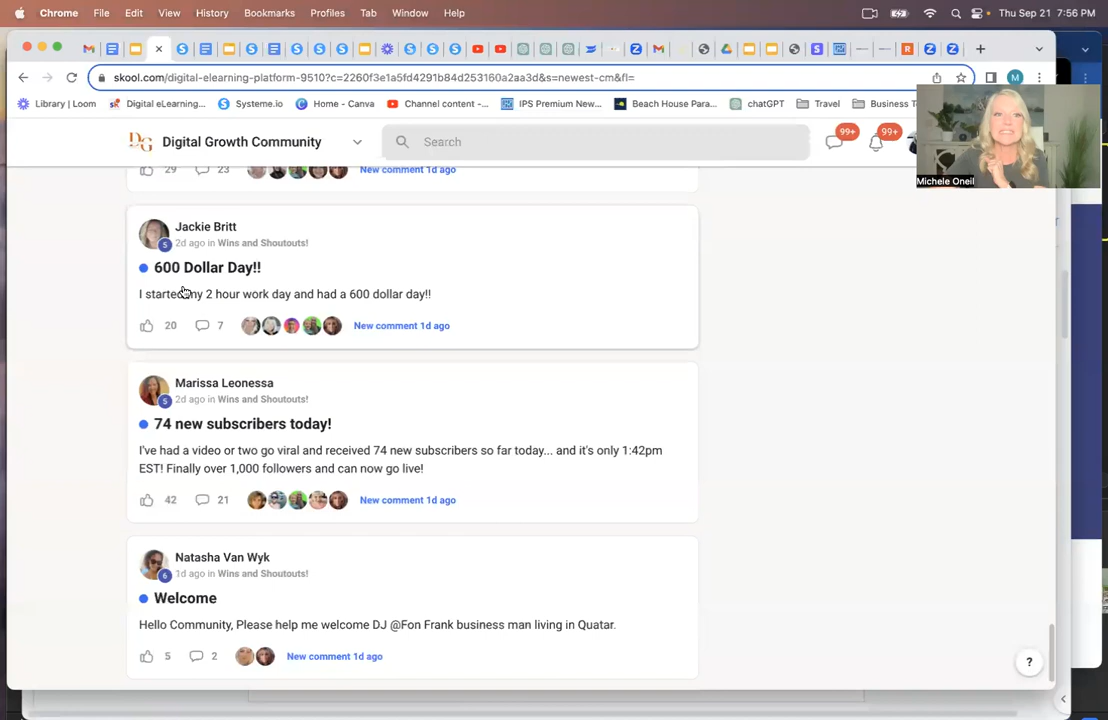 Chrome File Edit View History Bookmarks Profiles Tab Window Help Thu Sep 21 7:56 PM
skool.com/digital-elearning-platform-9510?c=2260f3e1a5fd4291b84d253160a2aa3d&s=newest-cm&fl=
Library | Loom Digital eLearning... Systeme.io Home - Canva Channel content -... IPS Premium New... Beach House Para... chatGPT Travel Business T
DG Digital Growth Community Search 99+ 99+
Michele Oneil
29 23 New comment 1d ago
Jackie Britt
5 2d ago in Wins and Shoutouts!
600 Dollar Day!!
I started my 2 hour work day and had a 600 dollar day!!
20 7 New comment 1d ago
Marissa Leonessa
5 2d ago in Wins and Shoutouts!
74 new subscribers today!
I've had a video or two go viral and received 74 new subscribers so far today... and it's only 1:42pm
EST! Finally over 1,000 followers and can now go live!
42 21 New comment 1d ago
Natasha Van Wyk
6 1d ago in Wins and Shoutouts!
Welcome
Hello Community, Please help me welcome DJ @Fon Frank business man living in Quatar.
5 2 New comment 1d ago
?